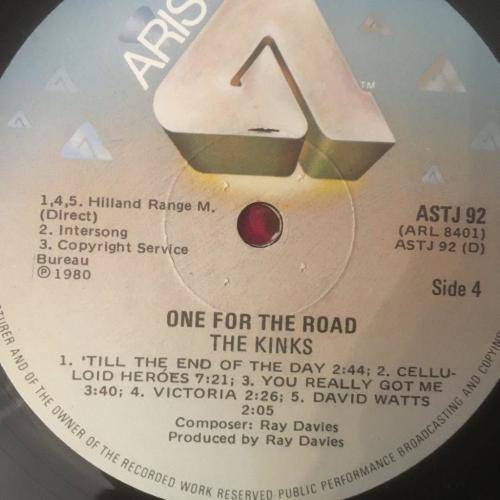 ARIS
TM
1,4,5. Hilland Range M.
(Direct)
2. Intersong
3. Copyright Service
Bureau
℗ 1980
ASTJ 92
(ARL 8401)
ASTJ 92 (D)
Side 4
ONE FOR THE ROAD
THE KINKS
1. 'TILL THE END OF THE DAY 2:44; 2. CELLU-
LOID HERÓES 7:21; 3. YOU REALLY GOT ME
3:40; 4. VICTORIA 2:26; 5. DAVID WATTS
2:05
Composer: Ray Davies
Produced by Ray Davies
TURER AND OF THE OWNER OF THE RECORDED WORK RESERVED PUBLIC PERFORMANCE BROADCASTING AND COPYING